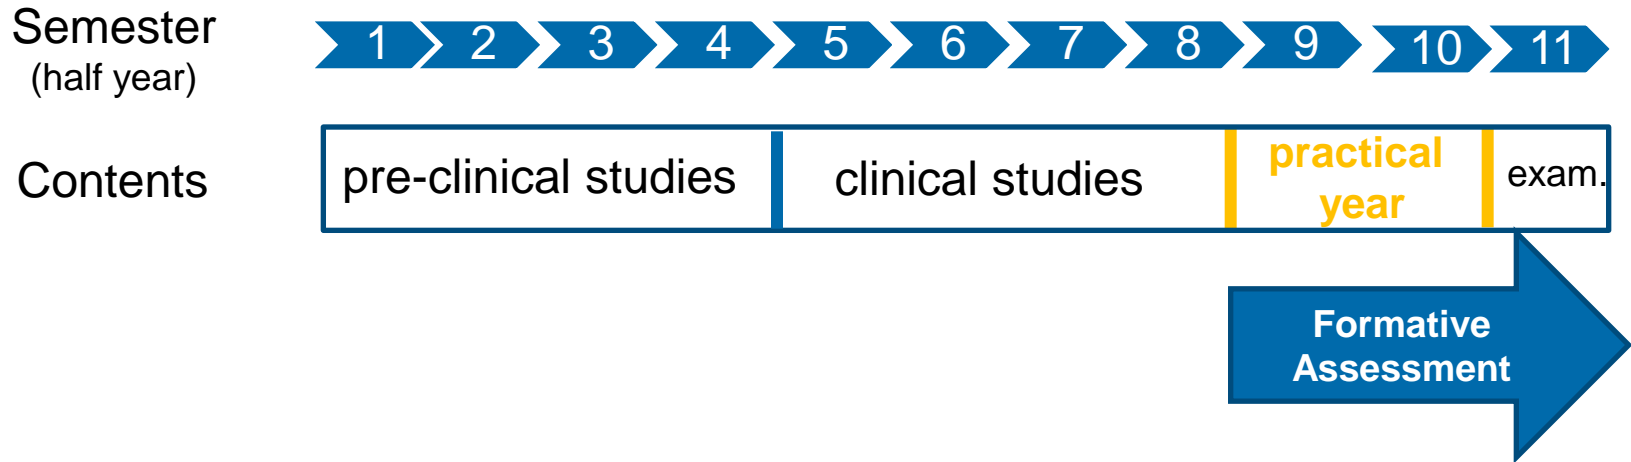 Semester
(half year)
1 2 3 4 5 6 7 8 9 10 11
Contents
pre-clinical studies
clinical studies
practical
year
exam.
Formative
Assessment